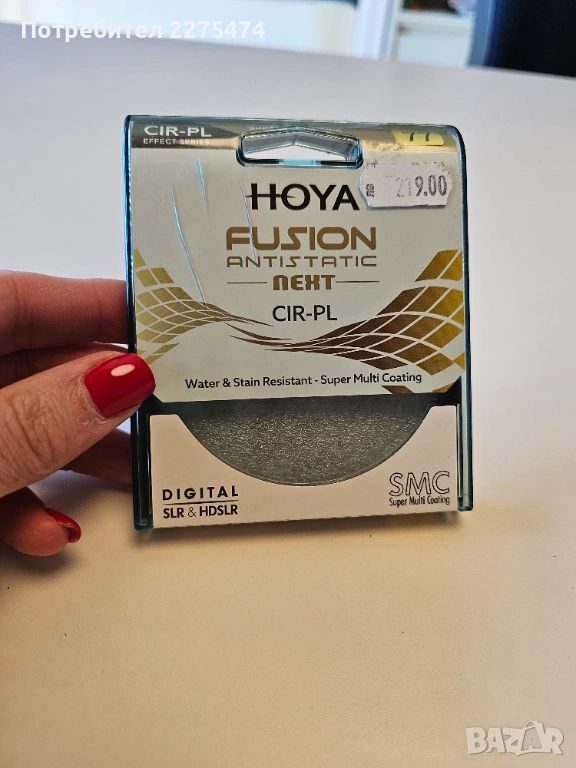 Потребител 2275474
CIR-PL
EFFECT SERIES
77
219.00
HOYA
FUSION
ANTISTATIC
NEXT
CIR-PL
Water & Stain Resistant - Super Multi Coating
DIGITAL
SLR & HDSLR
SMC
Super Multi Coating
BAZAR